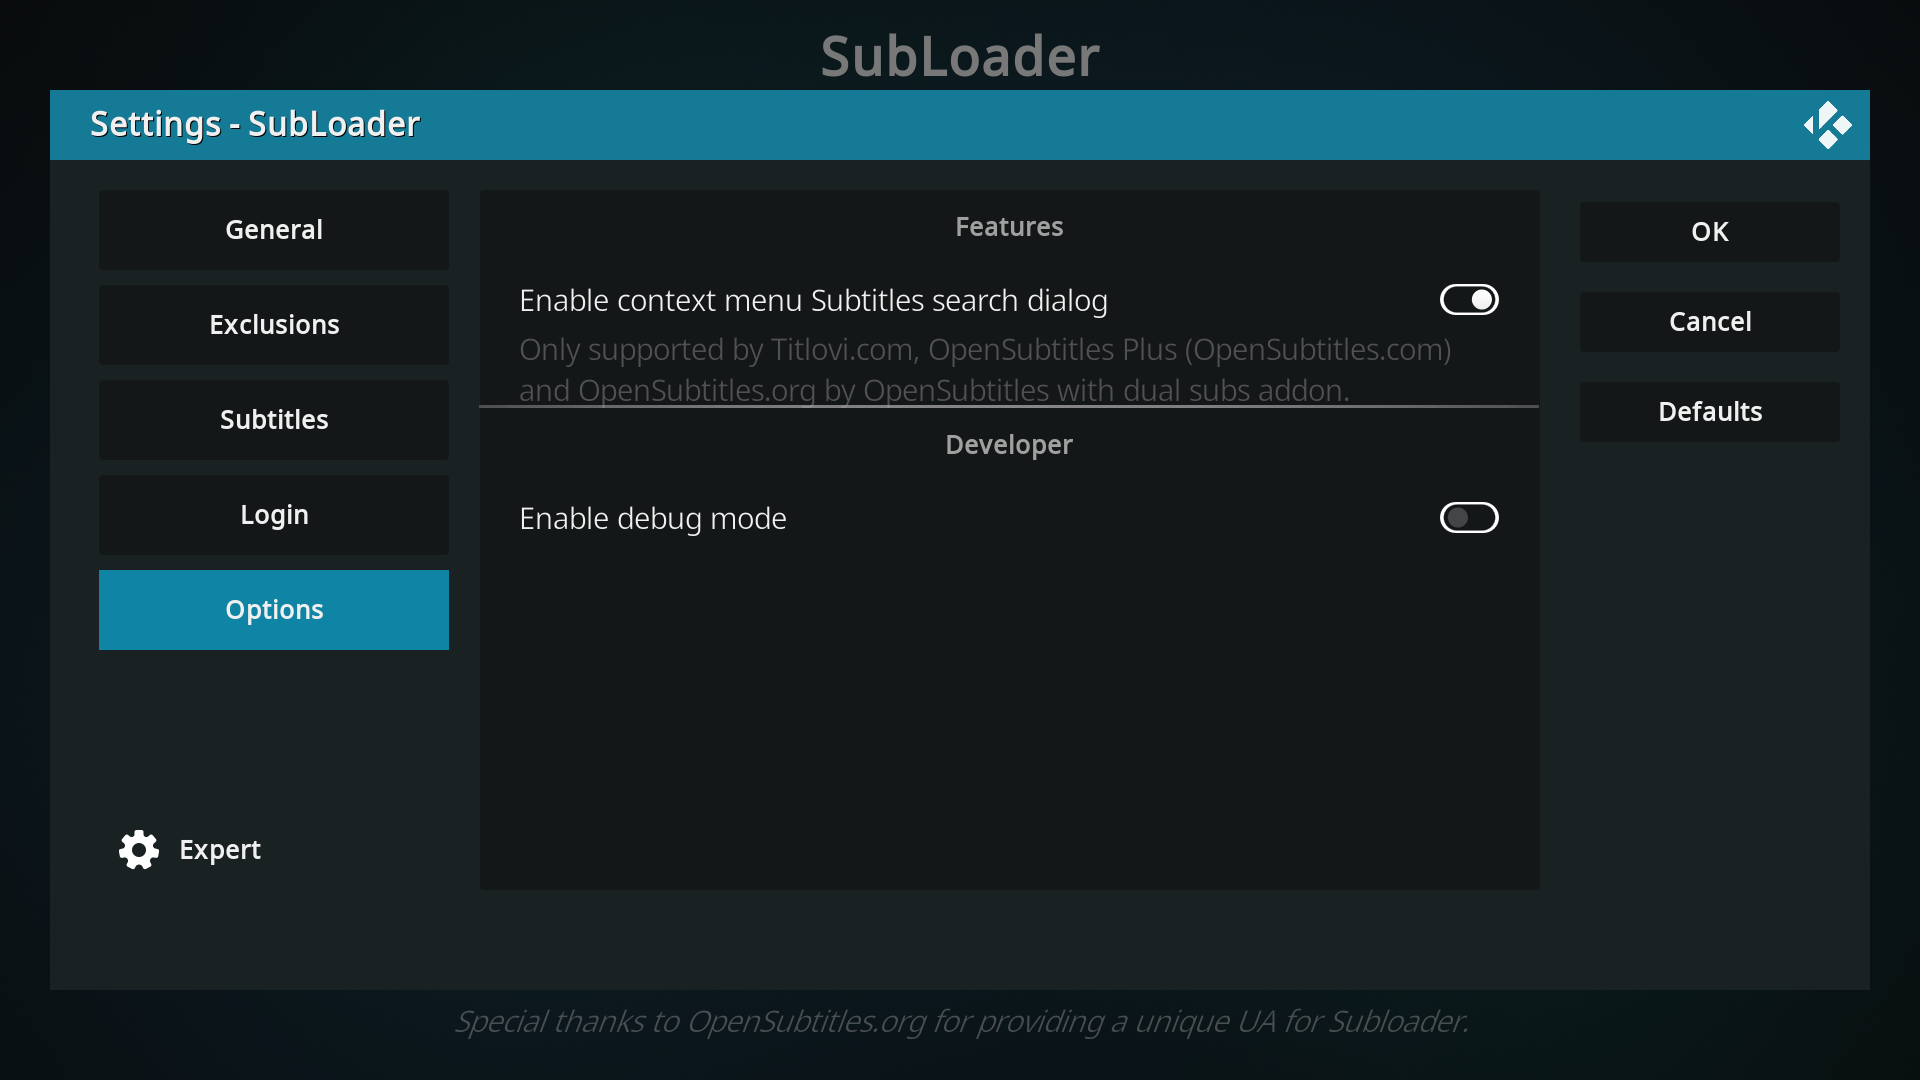 SubLoader
Settings - SubLoader
General
Exclusions
Subtitles
Login
Options
Expert
Features
Enable context menu Subtitles search dialog
Only supported by Titlovi.com, OpenSubtitles Plus (OpenSubtitles.com)
and OpenSubtitles.org by OpenSubtitles with dual subs addon.
Developer
Enable debug mode
OK
Cancel
Defaults
Special thanks to OpenSubtitles.org for providing a unique UA for Subloader.